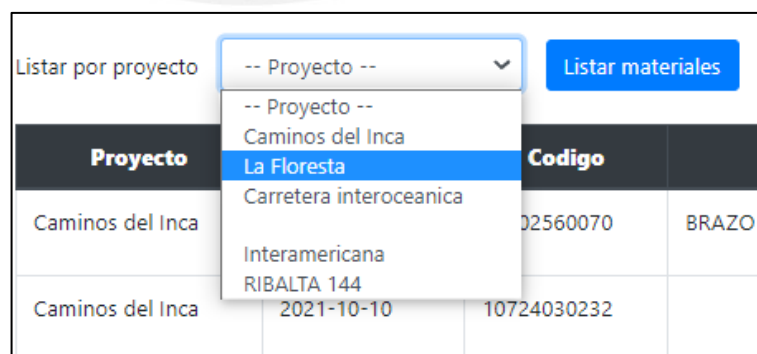 Listar por proyecto -- Proyecto -- Listar materiales
-- Proyecto --
Caminos del Inca
La Floresta
Carretera interoceanica
Interamericana
RIBALTA 144
Proyecto Codigo
Caminos del Inca 02560070 BRAZO
Caminos del Inca 2021-10-10 10724030232